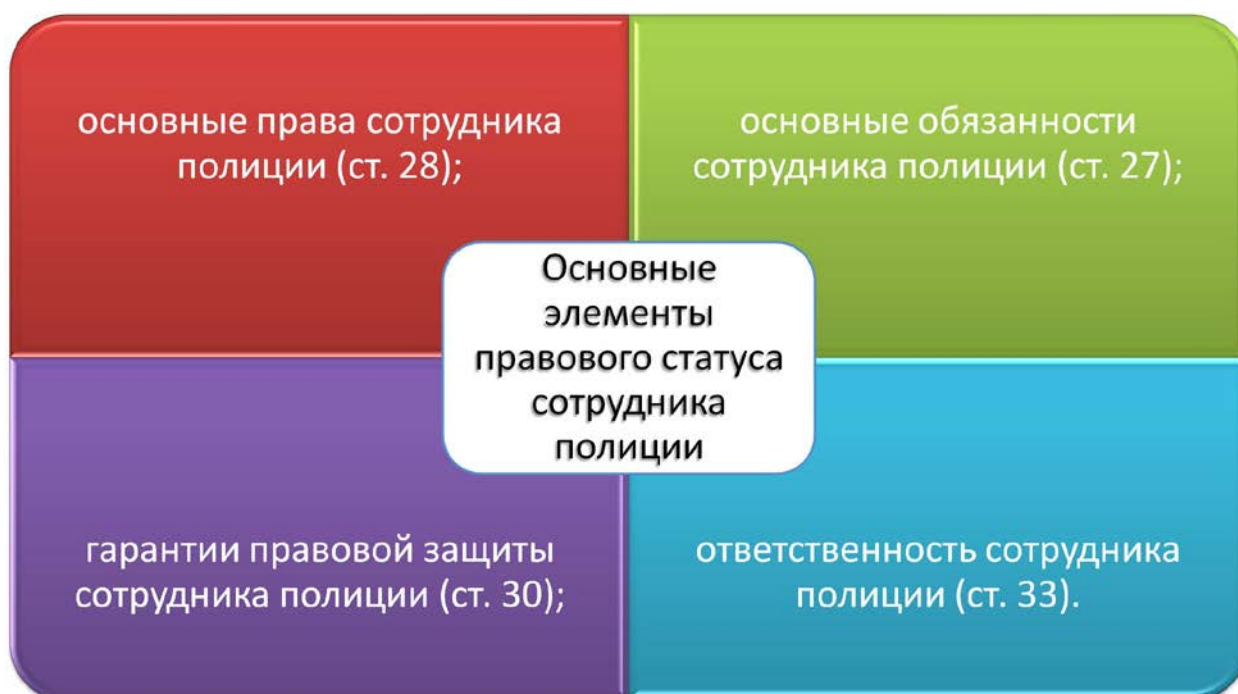 основные права сотрудника
полиции (ст. 28);
основные обязанности
сотрудника полиции (ст. 27);
Основные
элементы
правового статуса
сотрудника
полиции
гарантии правовой защиты
сотрудника полиции (ст. 30);
ответственность сотрудника
полиции (ст. 33).